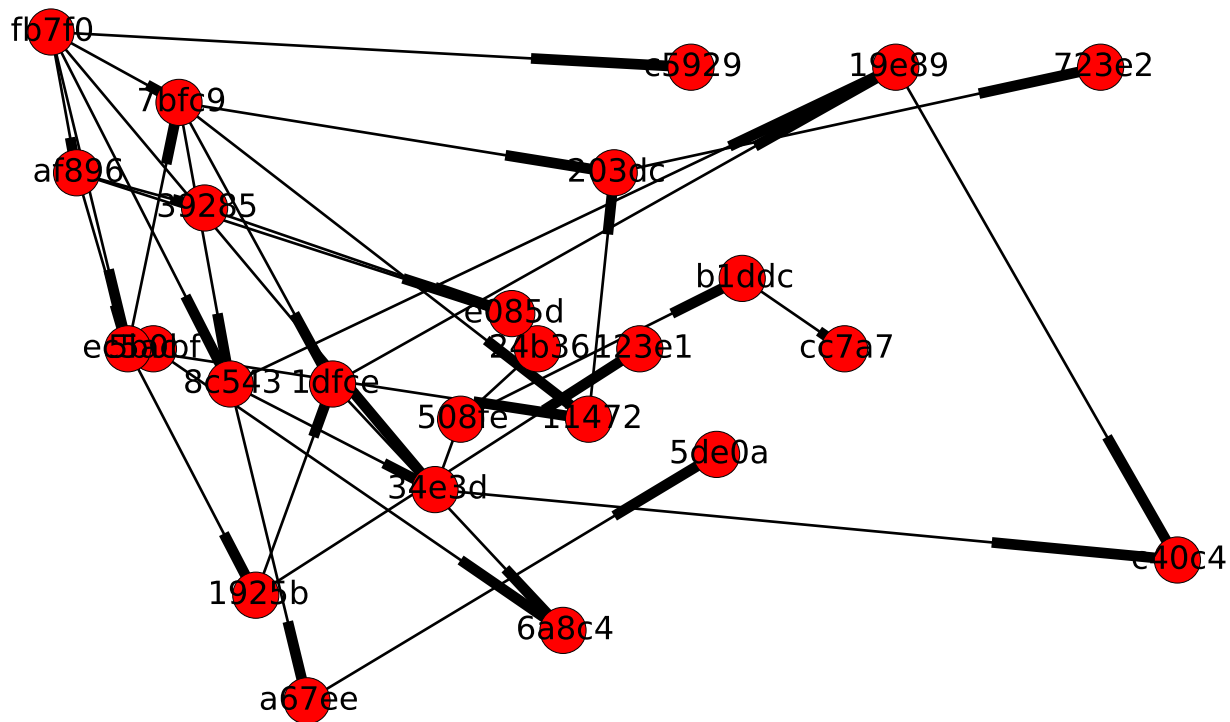 fb7f0
c5929
19e89
723e2
7bfc9
af896
203dc
39285
b1ddc
e085d
24b36
123e1
cc7a7
8c543
1dfce
508fe
11472
5de0a
34e3d
c40c4
1925b
6a8c4
a67ee